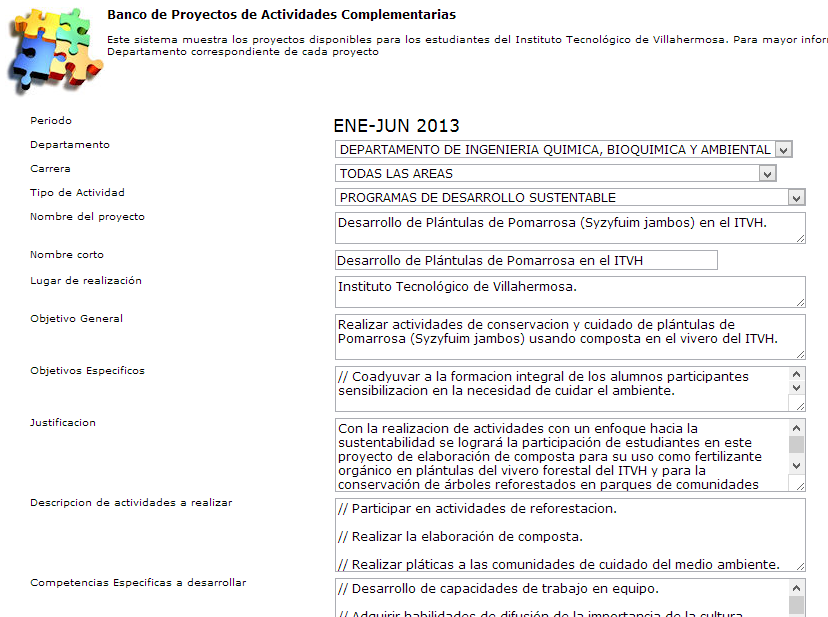 Banco de Proyectos de Actividades Complementarias
Este sistema muestra los proyectos disponibles para los estudiantes del Instituto Tecnológico de Villahermosa. Para mayor
Departamento correspondiente de cada proyecto
Periodo
ENE-JUN 2013
Departamento
DEPARTAMENTO DE INGENIERIA QUIMICA, BIOQUIMICA Y AMBIENTAL
Carrera
TODAS LAS AREAS
Tipo de Actividad
PROGRAMAS DE DESARROLLO SUSTENTABLE
Nombre del proyecto
Desarrollo de Plántulas de Pomarrosa (Syzyfuim jambos) en el ITVH.
Nombre corto
Desarrollo de Plántulas de Pomarrosa en el ITVH
Lugar de realización
Instituto Tecnológico de Villahermosa.
Objetivo General
Realizar actividades de conservacion y cuidado de plántulas de
Pomarrosa (Syzyfuim jambos) usando composta en el vivero del ITVH.
Objetivos Especificos
// Coadyuvar a la formacion integral de los alumnos participantes
sensibilizacion en la necesidad de cuidar el ambiente.
Justificacion
Con la realizacion de actividades con un enfoque hacia la
sustentabilidad se logrará la participación de estudiantes en este
proyecto de elaboración de composta para su uso como fertilizante
orgánico en plántulas del vivero forestal del ITVH y para la
conservación de árboles reforestados en parques de comunidades
Descripcion de actividades a realizar
// Participar en actividades de reforestacion.
// Realizar la elaboración de composta.
// Realizar pláticas a las comunidades de cuidado del medio ambiente.
Competencias Especificas a desarrollar
// Desarrollo de capacidades de trabajo en equipo.
// Adquirir habilidades de difusión de la importancia de la cultura